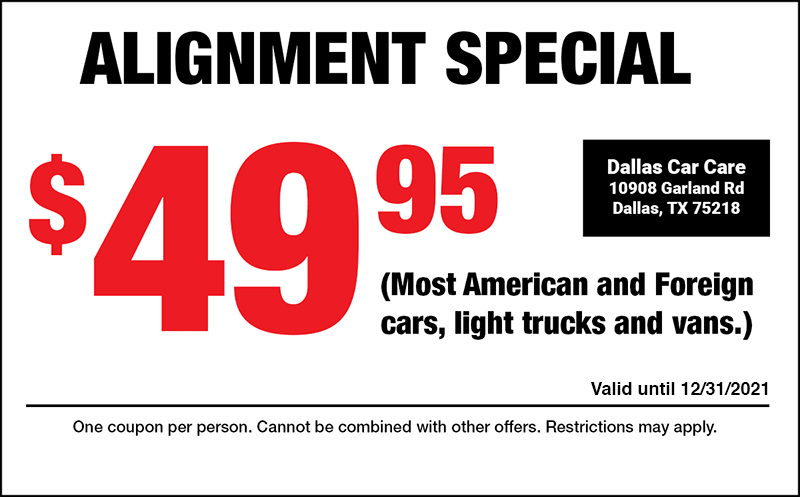 ALIGNMENT SPECIAL
$49.95
Dallas Car Care
10908 Garland Rd
Dallas, TX 75218
(Most American and Foreign
cars, light trucks and vans.)
Valid until 12/31/2021
One coupon per person. Cannot be combined with other offers. Restrictions may apply.